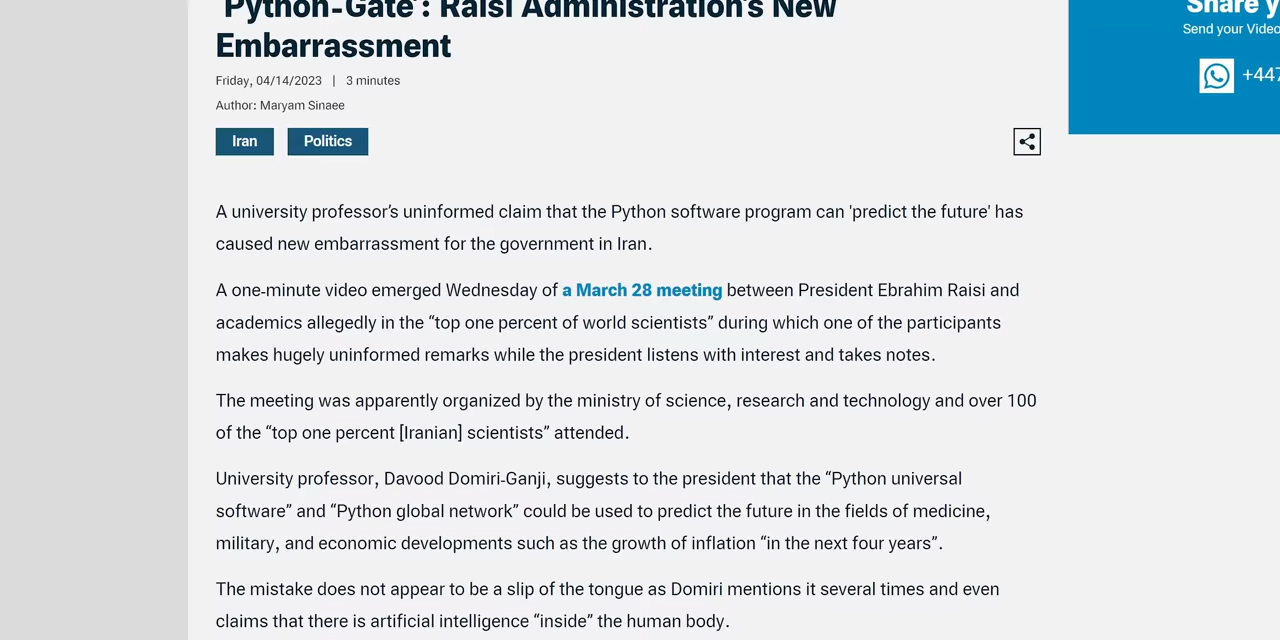 'Python-Gate': Raisi Administration's New
Embarrassment
Friday, 04/14/2023 | 3 minutes
Author: Maryam Sinaee
Iran Politics
A university professor's uninformed claim that the Python software program can 'predict the future' has
caused new embarrassment for the government in Iran.
A one-minute video emerged Wednesday of a March 28 meeting between President Ebrahim Raisi and
academics allegedly in the “top one percent of world scientists” during which one of the participants
makes hugely uninformed remarks while the president listens with interest and takes notes.
The meeting was apparently organized by the ministry of science, research and technology and over 100
of the “top one percent [Iranian] scientists” attended.
University professor, Davood Domiri-Ganji, suggests to the president that the “Python universal
software” and “Python global network” could be used to predict the future in the fields of medicine,
military, and economic developments such as the growth of inflation “in the next four years”.
The mistake does not appear to be a slip of the tongue as Domiri mentions it several times and even
claims that there is artificial intelligence “inside” the human body.
Share y
Send your Video
+447